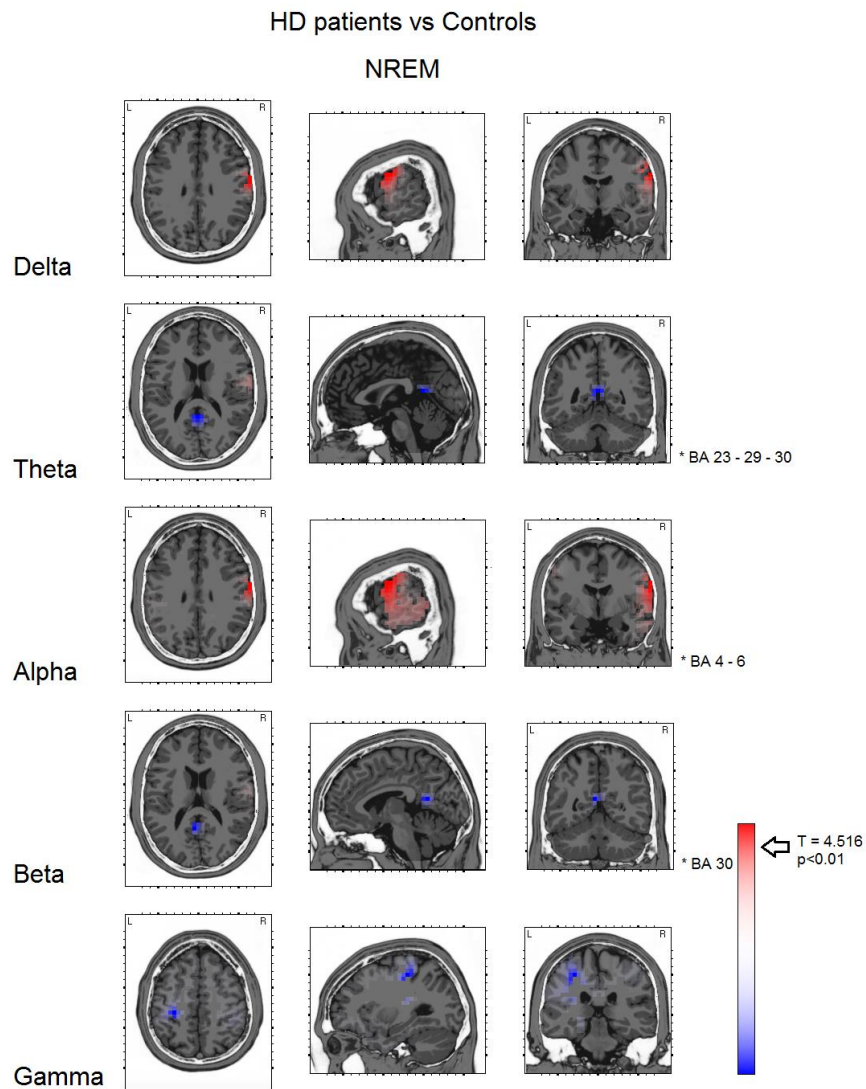 HD patients vs Controls
NREM
L R
L R
Delta
L R
L R
Theta
* BA 23 - 29 - 30
L R
L R
Alpha
* BA 4 - 6
L R
L R
Beta
* BA 30
T = 4.516
p<0.01
L R
L R
Gamma